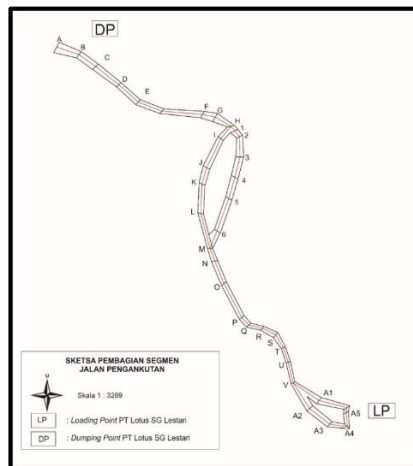 DP
A
B
C
D
E
F
G
H
I
1
2
J
3
K
4
5
L
6
M
N
O
P
Q
R
S
T
U
V
A1
A2
A5
LP
A3
A4
SKETSA PEMBAGIAN SEGMEN
JALAN PENGANGKUTAN
U
Skala 1 : 3269
LP : Loading Point PT Lotus SG Lestari
DP : Dumping Point PT Lotus SG Lestari